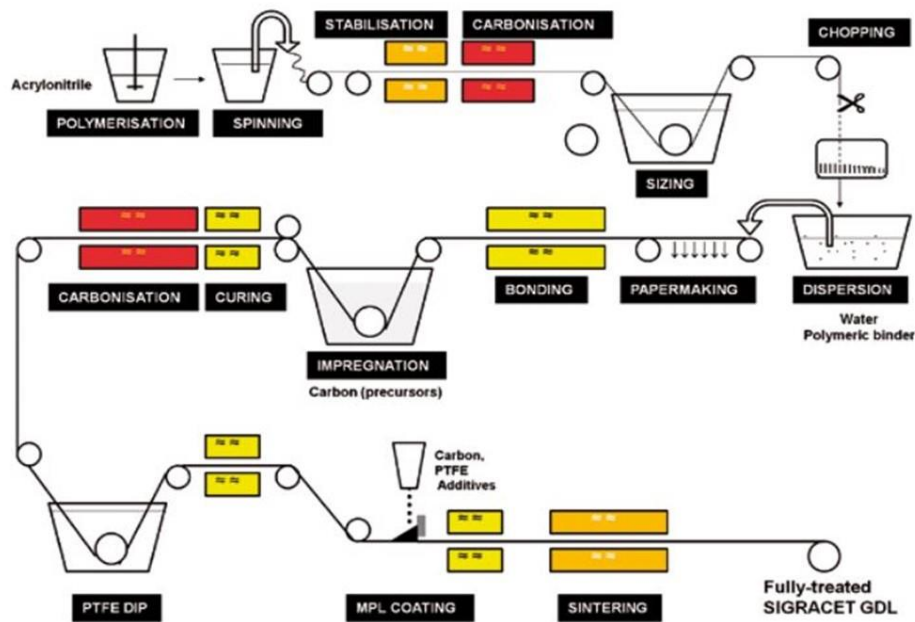 STABILISATION
CARBONISATION
CHOPPING
Acrylonitrile
POLYMERISATION
SPINNING
SIZING
CARBONISATION
CURING
BONDING
PAPERMAKING
DISPERSION
Water
Polymeric binder
IMPREGNATION
Carbon (precursors)
Carbon,
PTFE
Additives
PTFE DIP
MPL COATING
SINTERING
Fully-treated
SIGRACET GDL